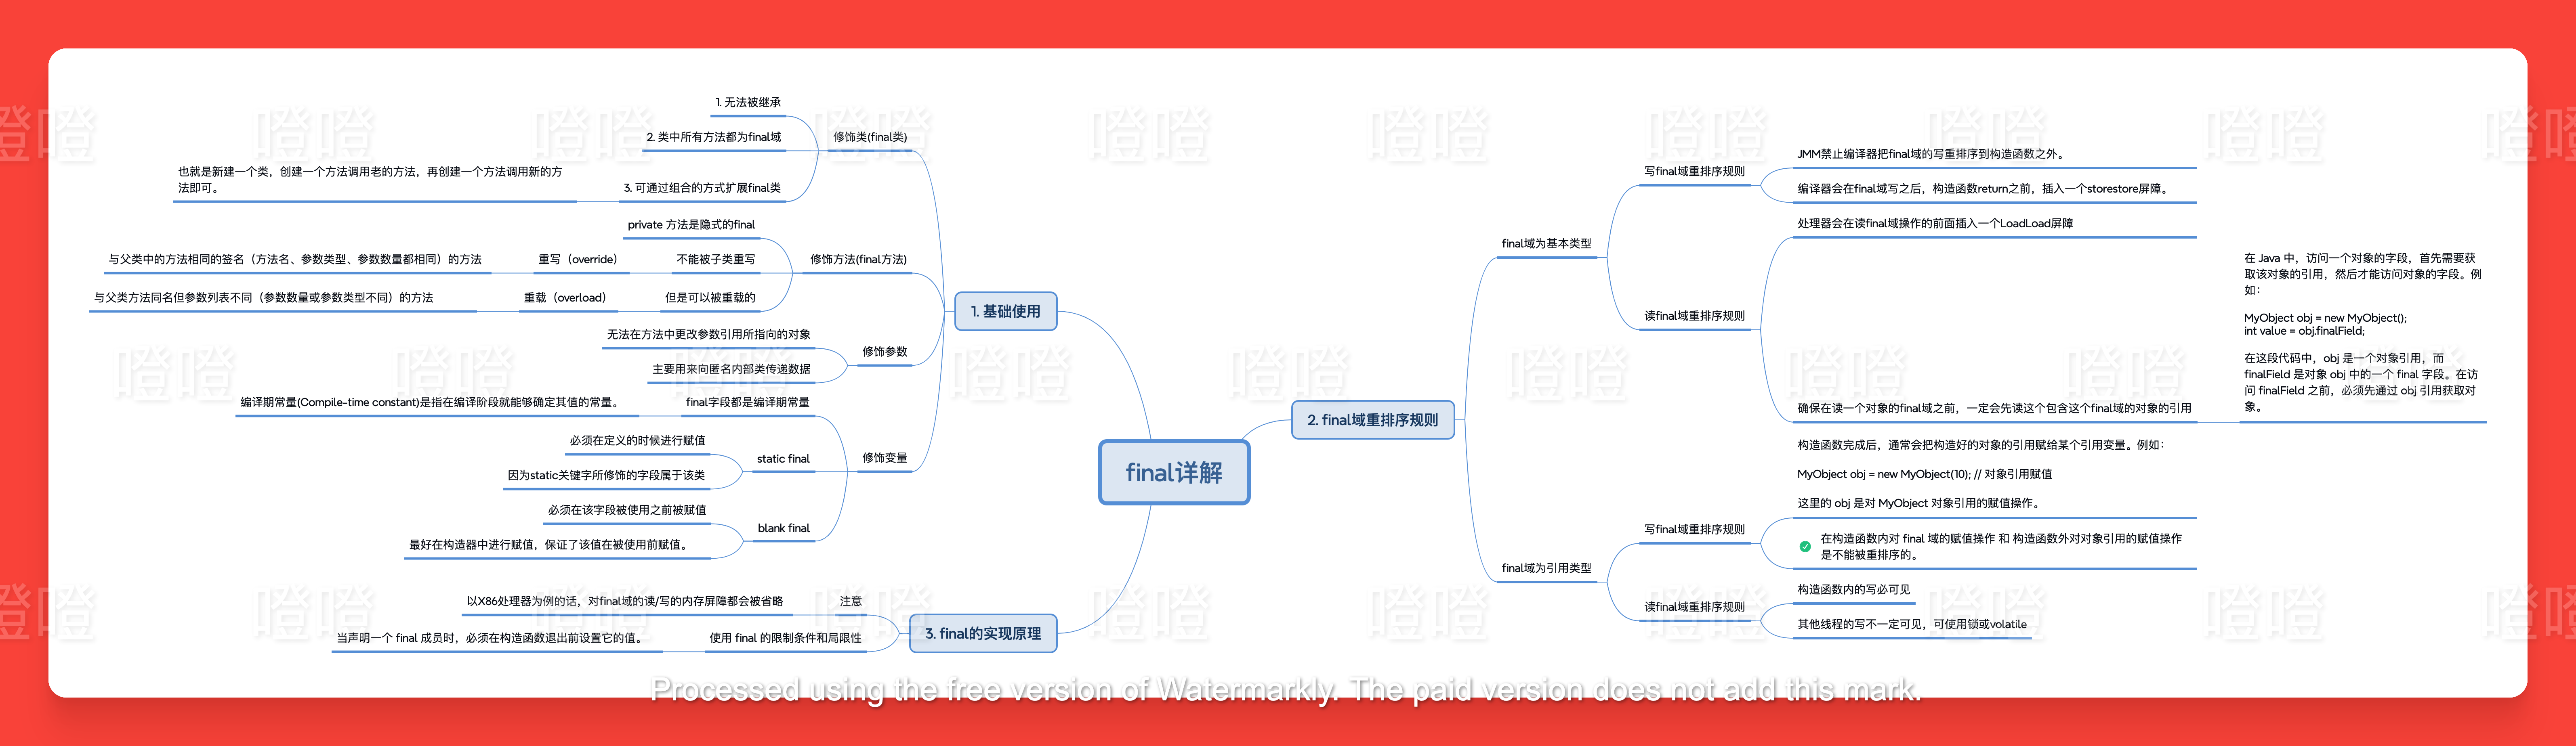 final详解
1. 基础使用
修饰类(final类)
1. 无法被继承
2. 类中所有方法都为final域
3. 可通过组合的方式扩展final类
也就是新建一个类，创建一个方法调用老的方法，再创建一个方法调用新的方
法即可。
修饰方法(final方法)
private 方法是隐式的final
不能被子类重写
重写（override）
与父类中的方法相同的签名（方法名、参数类型、参数数量都相同）的方法
但是可以被重载的
重载（overload）
与父类方法同名但参数列表不同（参数数量或参数类型不同）的方法
修饰参数
无法在方法中更改参数引用所指向的对象
主要用来向匿名内部类传递数据
修饰变量
final字段都是编译期常量
编译期常量(Compile-time constant)是指在编译阶段就能够确定其值的常量。
static final
必须在定义的时候进行赋值
因为static关键字所修饰的字段属于该类
blank final
必须在该字段被使用之前被赋值
最好在构造器中进行赋值，保证了该值在被使用前赋值。
2. final域重排序规则
final域为基本类型
写final域重排序规则
JMM禁止编译器把final域的写重排序到构造函数之外。
编译器会在final域写之后，构造函数return之前，插入一个storestore屏障。
读final域重排序规则
处理器会在读final域操作的前面插入一个LoadLoad屏障
确保在读一个对象的final域之前，一定会先读这个包含这个final域的对象的引用
在 Java 中，访问一个对象的字段，首先需要获
取该对象的引用，然后才能访问对象的字段。例
如：
MyObject obj = new MyObject();
int value = obj.finalField;
在这段代码中，obj 是一个对象引用，而
finalField 是对象 obj 中的一个 final 字段。在访
问 finalField 之前，必须先通过 obj 引用获取对
象。
final域为引用类型
写final域重排序规则
构造函数完成后，通常会把构造好的对象的引用赋给某个引用变量。例如：
MyObject obj = new MyObject(10); // 对象引用赋值
这里的 obj 是对 MyObject 对象引用的赋值操作。
在构造函数内对 final 域的赋值操作 和 构造函数外对对象引用的赋值操作
是不能被重排序的。
读final域重排序规则
构造函数内的写必可见
其他线程的写不一定可见，可使用锁或volatile
3. final的实现原理
注意
以X86处理器为例的话，对final域的读/写的内存屏障都会被省略
使用 final 的限制条件和局限性
当声明一个 final 成员时，必须在构造函数退出前设置它的值。
噔噔
Processed using the free version of Watermarkly. The paid version does not add this mark.